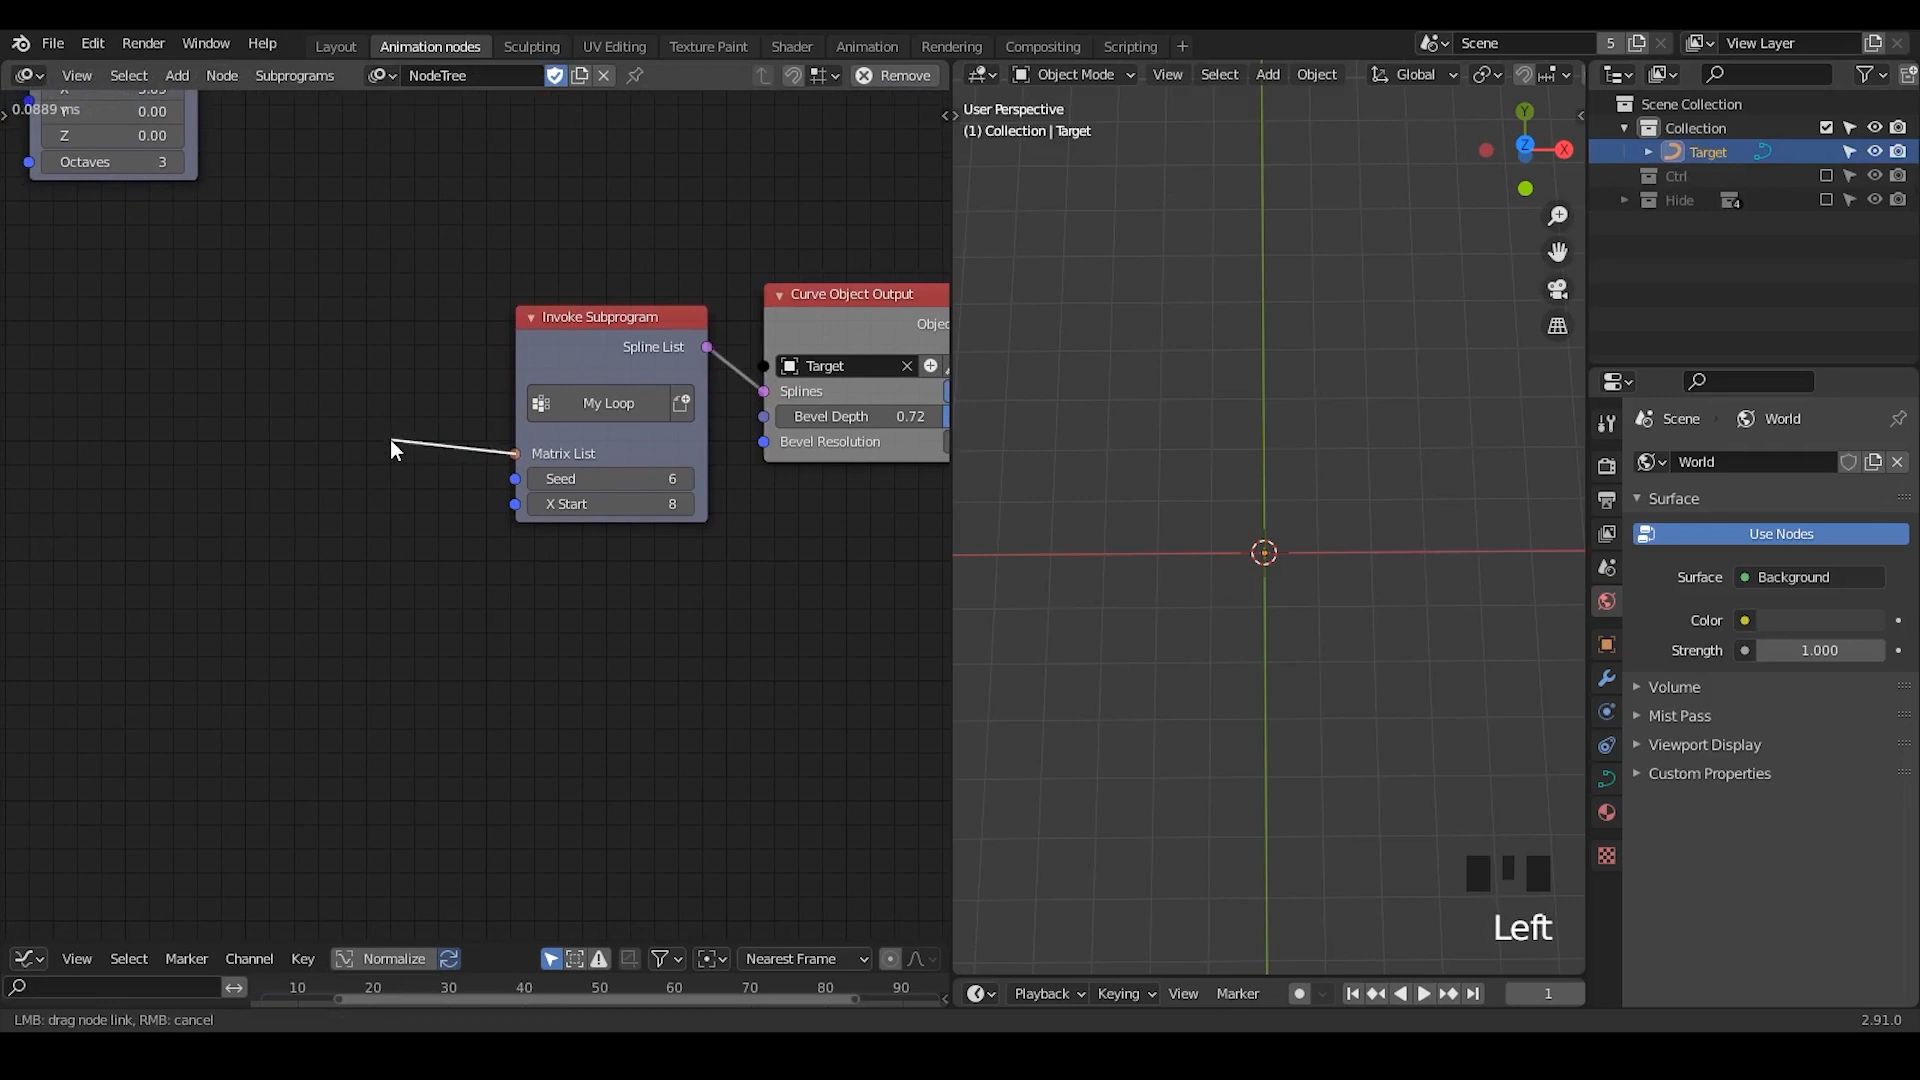 File Edit Render Window Help Layout Animation nodes Sculpting UV Editing Texture Paint Shader Animation Rendering Compositing Scripting + Scene 5 View Layer
View Select Add Node Subprograms NodeTree Remove
Object Mode View Select Add Object Global
0.0889 ms
Y 0.00
Z 0.00
Octaves 3
Invoke Subprogram
Spline List
My Loop
Matrix List
Seed 6
X Start 8
Curve Object Output
Objec
Target
Splines
Bevel Depth 0.72
Bevel Resolution
User Perspective
(1) Collection | Target
Y
Z
X
Left
Scene Collection
Collection
Target
Ctrl
Hide 4
Scene World
World
Surface
Use Nodes
Surface Background
Color
Strength 1.000
Volume
Mist Pass
Viewport Display
Custom Properties
View Select Marker Channel Key Normalize Nearest Frame
10 20 30 40 50 60 70 80 90
Playback Keying View Marker 1
LMB: drag node link, RMB: cancel
2.91.0